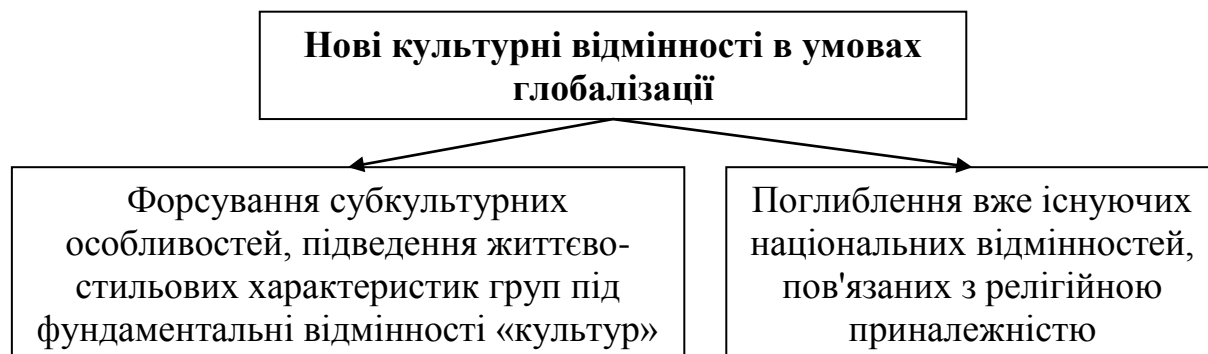 Нові культурні відмінності в умовах
глобалізації
Форсування субкультурних
особливостей, підведення життєво-
стильових характеристик груп під
фундаментальні відмінності «культур»
Поглиблення вже існуючих
національних відмінностей,
пов'язаних з релігійною
приналежністю